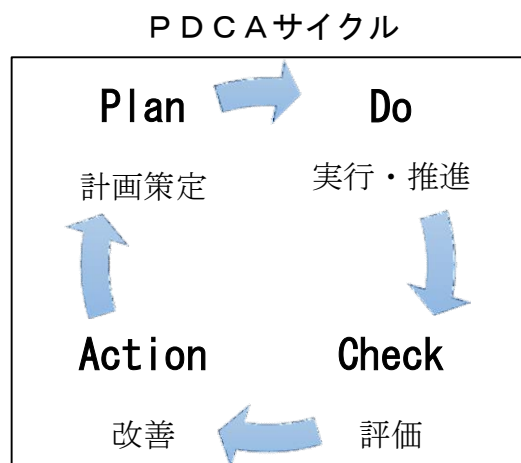 ＰＤＣＡサイクル
Plan
Do
計画策定
実行・推進
Action
Check
改善
評価